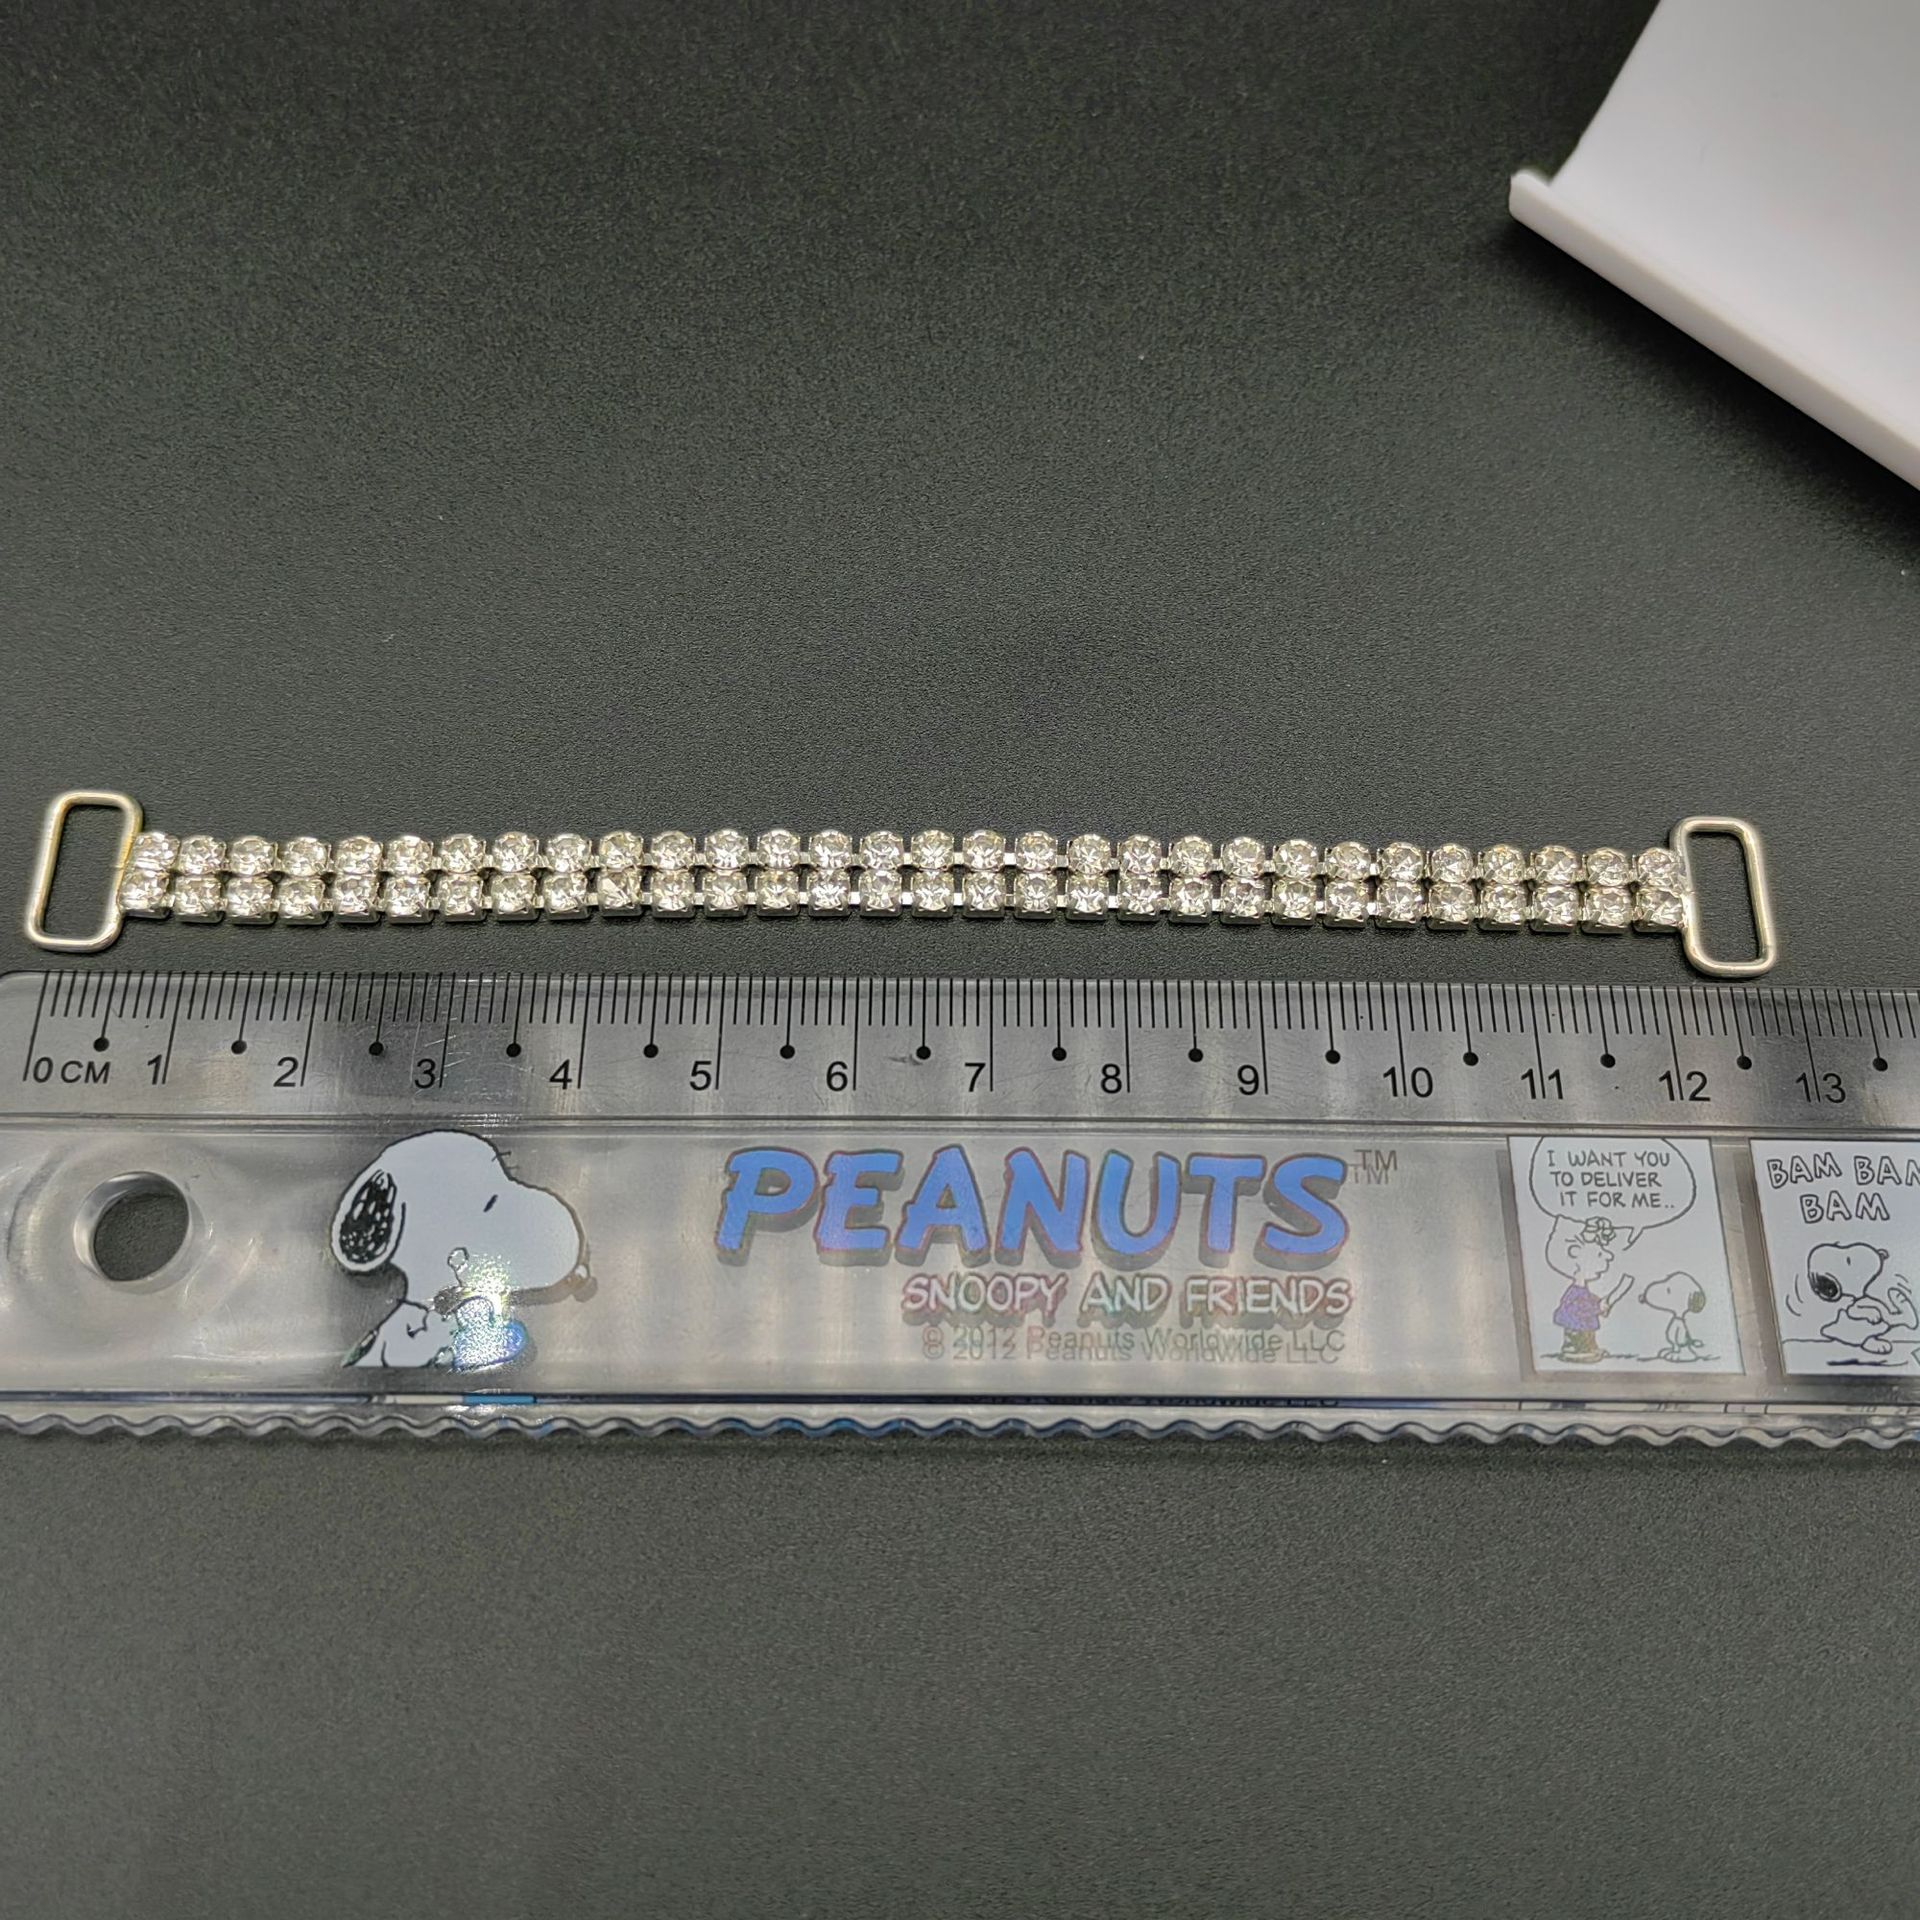 0 CM 1 2 3 4 5 6 7 8 9 10 11 12 13
PEANUTS™
SNOOPY AND FRIENDS
© 2012 Peanuts Worldwide LLC
I WANT YOU
TO DELIVER
IT FOR ME..
BAM BAM
BAM